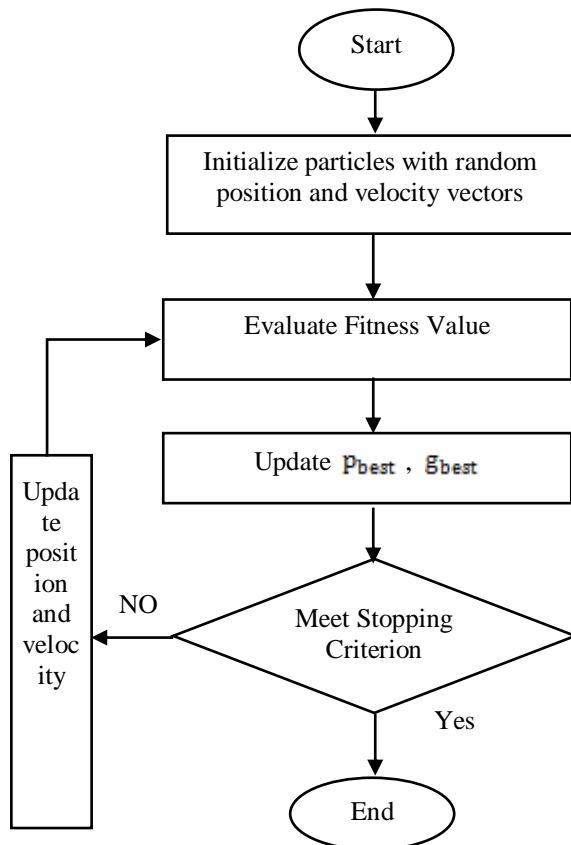 Start
Initialize particles with random
position and velocity vectors
Evaluate Fitness Value
Update pbest , gbest
Upda
te
posit
ion
and
veloc
ity
NO
Meet Stopping
Criterion
Yes
End